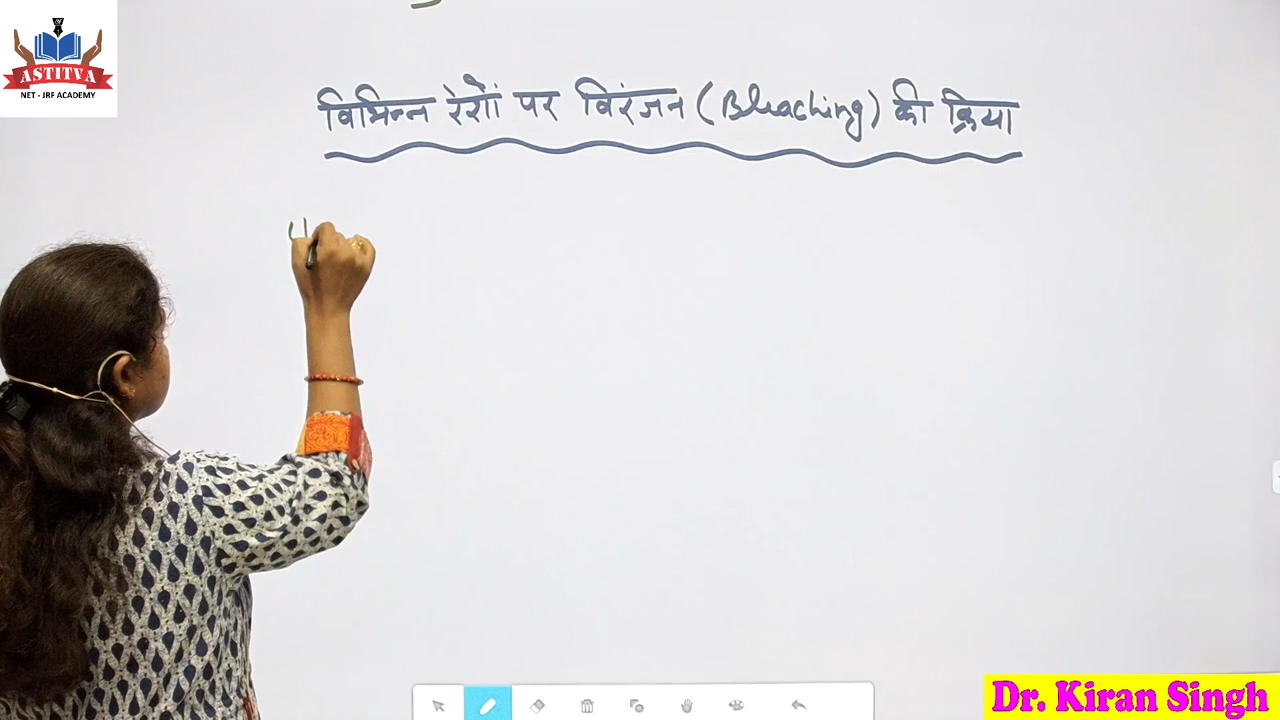 ASTITVA
NET - JRF ACADEMY
विभिन्न रेशों पर विरंजन (Bleaching) की क्रिया
Dr. Kiran Singh